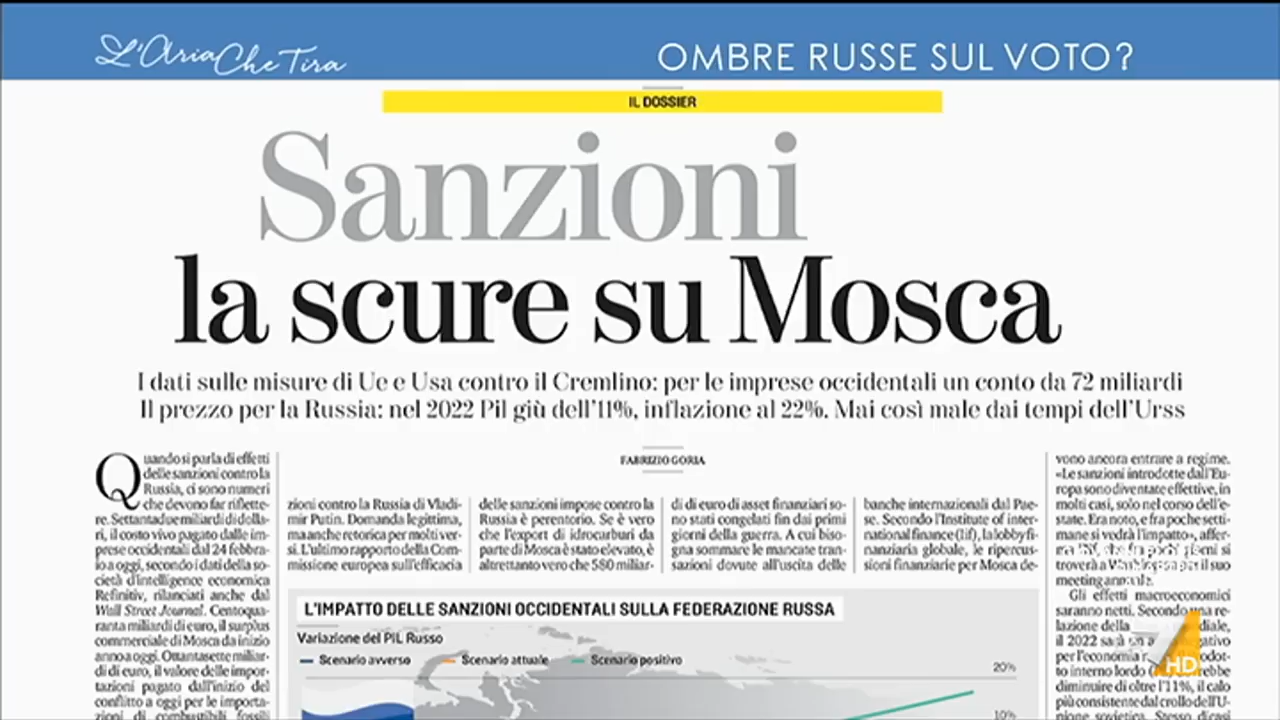 L'Aria Che Tira
OMBRE RUSSE SUL VOTO?
IL DOSSIER
Sanzioni
la scure su Mosca
I dati sulle misure di Ue e Usa contro il Cremlino: per le imprese occidentali un conto da 72 miliardi
Il prezzo per la Russia: nel 2022 Pil giù dell'11%, inflazione al 22%. Mai così male dai tempi dell'Urss
FABRIZIO GORIA
Quando si parla di effetti
delle sanzioni contro la
Russia, ci sono numeri
che devono far riflette-
re. Settantadue miliardi di dolla-
ri, il costo vivo pagato dalle im-
prese occidentali dal 24 febbra-
io a oggi, secondo i dati della so-
cietà d'intelligence economica
Refinitiv, rilanciati anche dal
Wall Street Journal. Centoqua-
ranta miliardi di euro, il surplus
commerciale di Mosca da inizio
anno a oggi. Ottantasette miliar-
di di euro, il valore delle impor-
tazioni pagato dall'inizio del
conflitto a oggi per le importa-
zioni di combustibili fossili
zioni contro la Russia di Vladi-
mir Putin. Domanda legittima,
ma anche retorica per molti ver-
si. L'ultimo rapporto della Com-
missione europea sull'efficacia
delle sanzioni impose contro la
Russia è perentorio. Se è vero
che l'export di idrocarburi da
parte di Mosca è stato elevato, è
altrettanto vero che 580 miliar-
di di euro di asset finanziari so-
no stati congelati fin dai primi
giorni della guerra. A cui biso-
gna sommare le mancate tran-
sazioni dovute all'uscita delle
banche internazionali dal Pae-
se. Secondo l'Institute of inter-
national finance (Iif), la lobby fi-
nanziaria globale, le ripercus-
sioni finanziarie per Mosca de-
vono ancora entrare a regime.
«Le sanzioni introdotte dall'Eu-
ropa sono diventate effettive, in
molti casi, solo nel corso dell'e-
state. Era noto, e fra poche setti-
mane si vedrà l'impatto», affer-
si
troverà a il suo
meeting annuale.
Gli effetti macroeconomici
saranno netti. Secondo una re-
lazione della
il 2022 sarà un
per l'economia
to interno lordo
diminuire di oltre l'11%, il calo
più consistente dal crollo dell'U-
nione sovietica. Stesso dicasi
L'IMPATTO DELLE SANZIONI OCCIDENTALI SULLA FEDERAZIONE RUSSA
Variazione del PIL Russo
Scenario avverso Scenario attuale Scenario positivo
20%
10%
7 HD